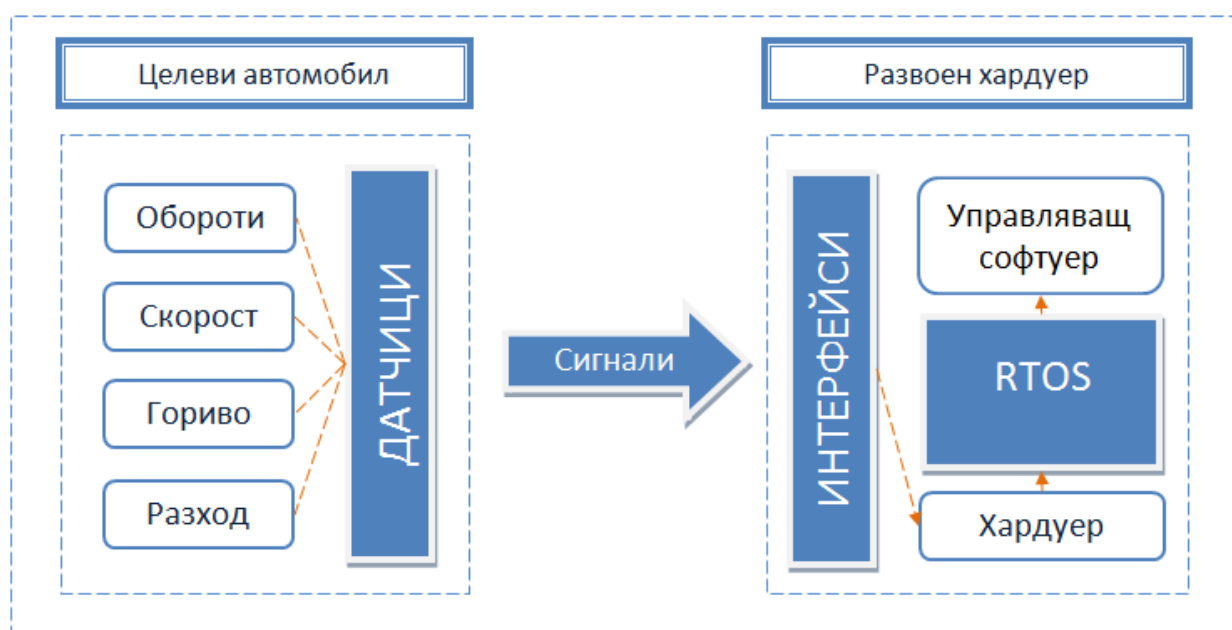 Целеви автомобил
Обороти
Скорост
Гориво
Разход
ДАТЧИЦИ
Сигнали
Развоен хардуер
ИНТЕРФЕЙСИ
Управляващ
софтуер
RTOS
Хардуер